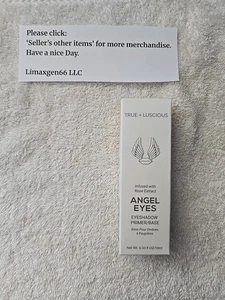 Please click:
'Seller's other items' for more merchandise.
Have a nice Day.
Limaxgen66 LLC
TRUE + LUSCIOUS
Infused with
Rose Extract
ANGEL
EYES
EYESHADOW
PRIMER/BASE